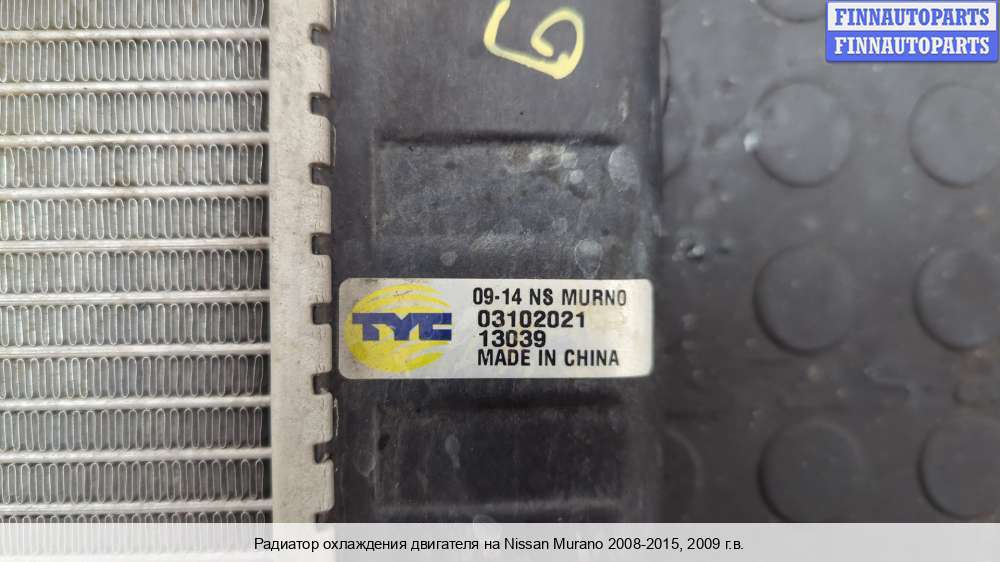 FINNAUTOPARTS
FINNAUTOPARTS
TYC
09-14 NS MURNO
03102021
13039
MADE IN CHINA
Радиатор охлаждения двигателя на Nissan Murano 2008-2015, 2009 г.в.